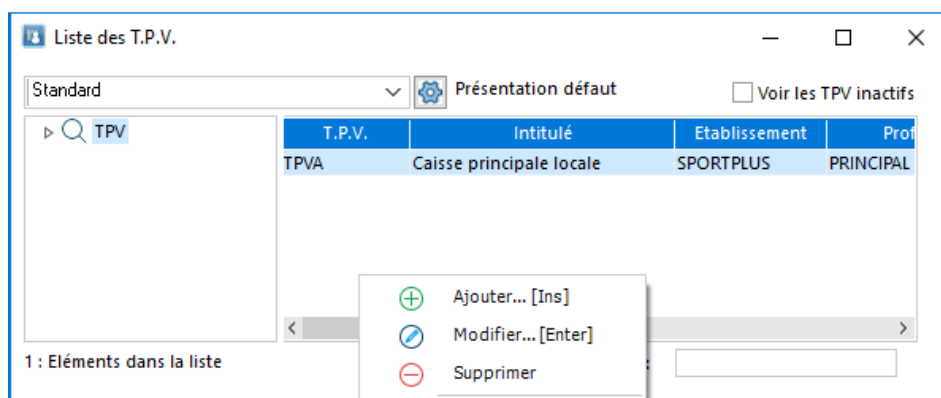 Liste des T.P.V.
Standard Présentation défaut Voir les TPV inactifs
TPV
T.P.V. Intitulé Etablissement Prof
TPVA Caisse principale locale SPORTPLUS PRINCIPAL
Ajouter... [Ins]
Modifier... [Enter]
1 : Eléments dans la liste
Supprimer